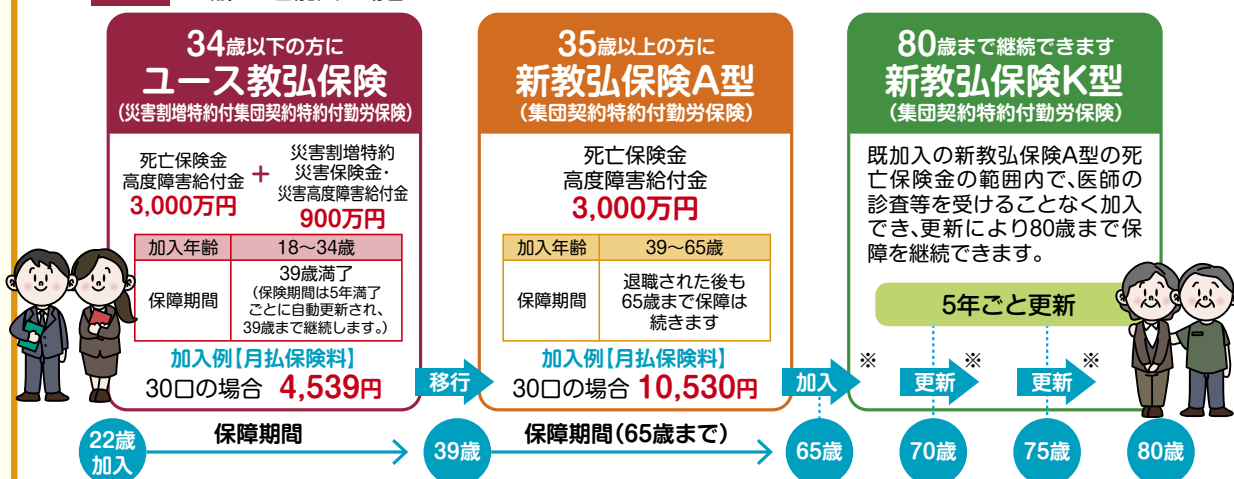 34歳以下の方に
ユース教弘保険
(災害割増特約付集団契約特約付勤労保険)
死亡保険金
高度障害給付金
3,000万円
+
災害割増特約
災害保険金・
災害高度障害給付金
900万円
加入年齢 18〜34歳
保障期間
39歳満了
(保険期間は5年満了
ごとに自動更新され、
39歳まで継続します。)
加入例【月払保険料】
30口の場合 4,539円
移行
35歳以上の方に
新教弘保険A型
(集団契約特約付勤労保険)
死亡保険金
高度障害給付金
3,000万円
加入年齢 39〜65歳
保障期間
退職された後も
65歳まで保障は
続きます
加入例【月払保険料】
30口の場合 10,530円
加入
80歳まで継続できます
新教弘保険K型
(集団契約特約付勤労保険)
既加入の新教弘保険A型の死
亡保険金の範囲内で、医師の
診査等を受けることなく加入
でき、更新により80歳まで保
障を継続できます。
5年ごと更新
※
更新
※
更新
※
22歳
加入
保障期間
39歳
保障期間(65歳まで)
65歳
70歳
75歳
80歳